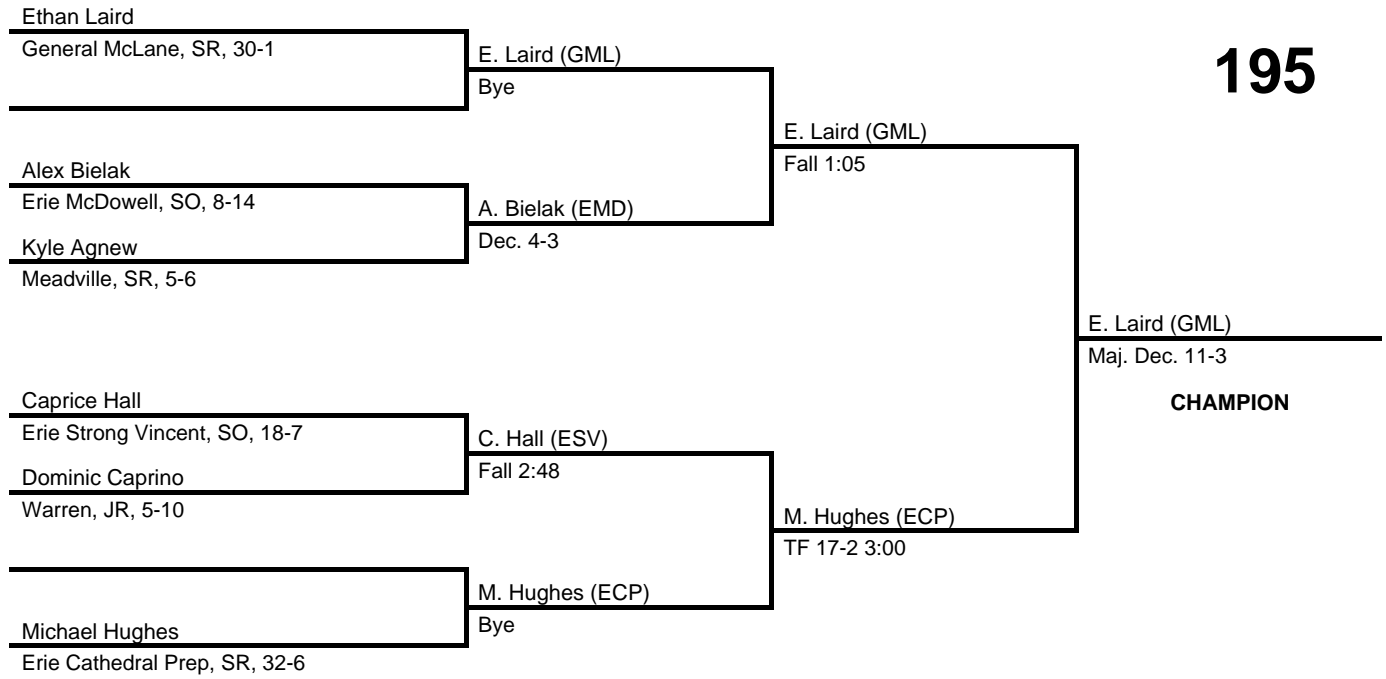 Ethan Laird
General McLane, SR, 30-1
E. Laird (GML)
Bye
195
E. Laird (GML)
Fall 1:05
Alex Bielak
Erie McDowell, SO, 8-14
A. Bielak (EMD)
Dec. 4-3
Kyle Agnew
Meadville, SR, 5-6
E. Laird (GML)
Maj. Dec. 11-3
CHAMPION
Caprice Hall
Erie Strong Vincent, SO, 18-7
C. Hall (ESV)
Fall 2:48
Dominic Caprino
Warren, JR, 5-10
M. Hughes (ECP)
TF 17-2 3:00
M. Hughes (ECP)
Bye
Michael Hughes
Erie Cathedral Prep, SR, 32-6